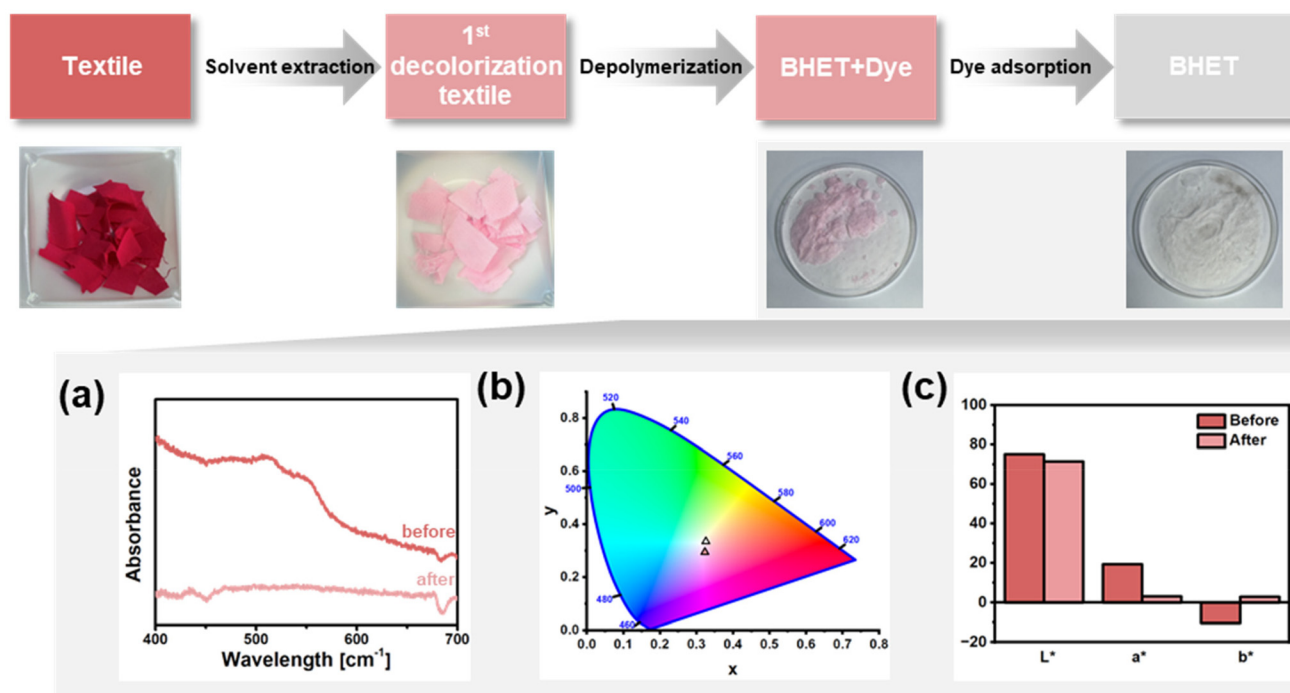 Textile
Solvent extraction
1st
decolorization
textile
Depolymerization
BHET+Dye
Dye adsorption
BHET
(a)
Absorbance
before
after
400
500
600
700
Wavelength [cm-1]
(b)
y
0.8
0.6
0.4
0.2
0.0
520
540
560
580
600
620
500
480
460
0.0
0.1
0.2
0.3
0.4
0.5
0.6
0.7
0.8
x
(c)
100
80
60
40
20
0
−20
Before
After
L*
a*
b*